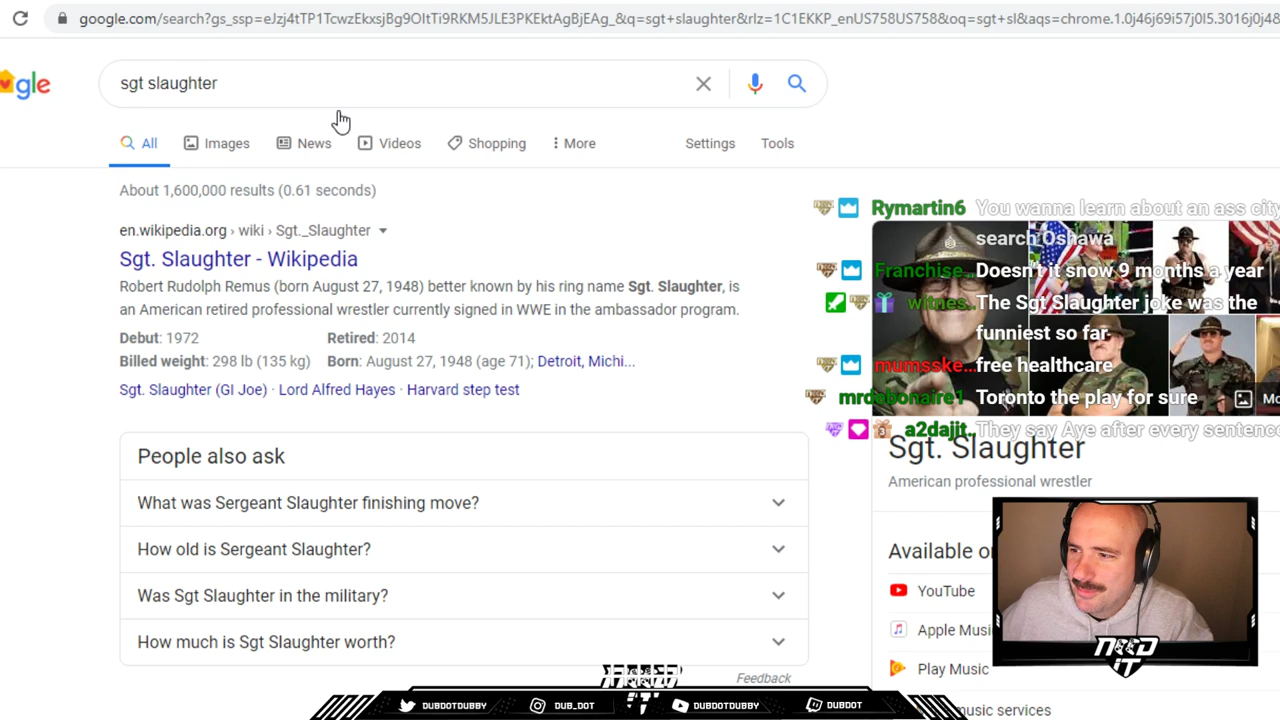 google.com/search?gs_ssp=eJzj4tTP1TcwzEkxsjBg9OItTi9RKM5JLE3PKEktAgBjEAg_&q=sgt+slaughter&rlz=1C1EKKP_enUS758US758&oq=sgt+sl&aqs=chrome.1.0j46j69i57j0l5.3016j0j48
gle
sgt slaughter
All Images News Videos Shopping More Settings Tools
About 1,600,000 results (0.61 seconds)
en.wikipedia.org › wiki › Sgt._Slaughter
Sgt. Slaughter - Wikipedia
Robert Rudolph Remus (born August 27, 1948) better known by his ring name Sgt. Slaughter, is
an American retired professional wrestler currently signed in WWE in the ambassador program.
Debut: 1972 Retired: 2014
Billed weight: 298 lb (135 kg) Born: August 27, 1948 (age 71); Detroit, Michi...
Sgt. Slaughter (GI Joe) · Lord Alfred Hayes · Harvard step test
People also ask
What was Sergeant Slaughter finishing move?
How old is Sergeant Slaughter?
Was Sgt Slaughter in the military?
How much is Sgt Slaughter worth?
Feedback
Rymartin6 You wanna learn about an ass city
search Oshawa
Franchise... Doesn't it snow 9 months a year
witnes... The Sgt Slaughter joke was the
funniest so far
mumsske... free healthcare
mrdebonaire1 Toronto the play for sure
Mo
a2dajit... They say Aye after every sentence
Sgt. Slaughter
American professional wrestler
Available o
YouTube
Apple Musi
Play Music
music services
NEED
IT
IT
DUBDOTDUBBY DUB_DOT DUBDOTDUBBY DUBDOT